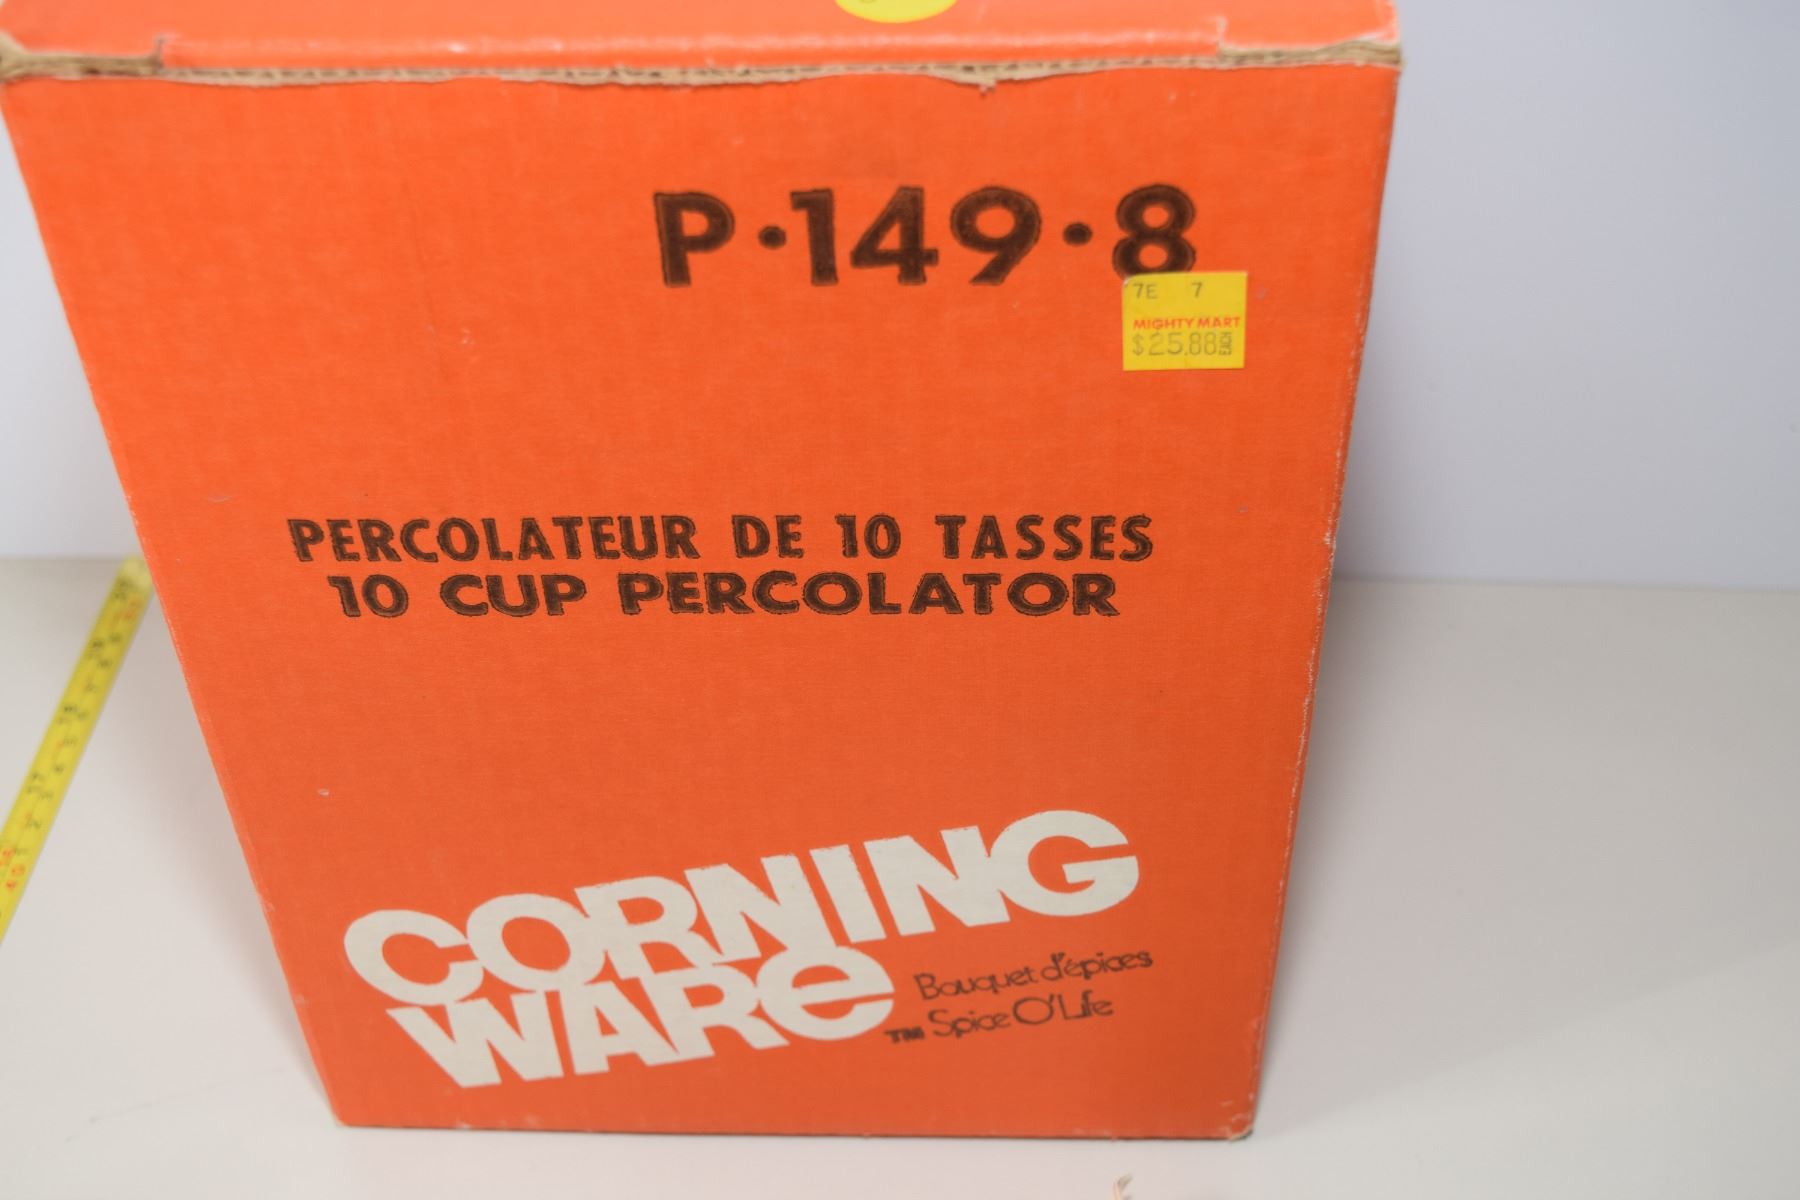 P·149·8
7E 7
MIGHTY MART
$25.88 EACH
PERCOLATEUR DE 10 TASSES
10 CUP PERCOLATOR
CORNING
WARe
Bouquet d'épices
TM Spice O'Life